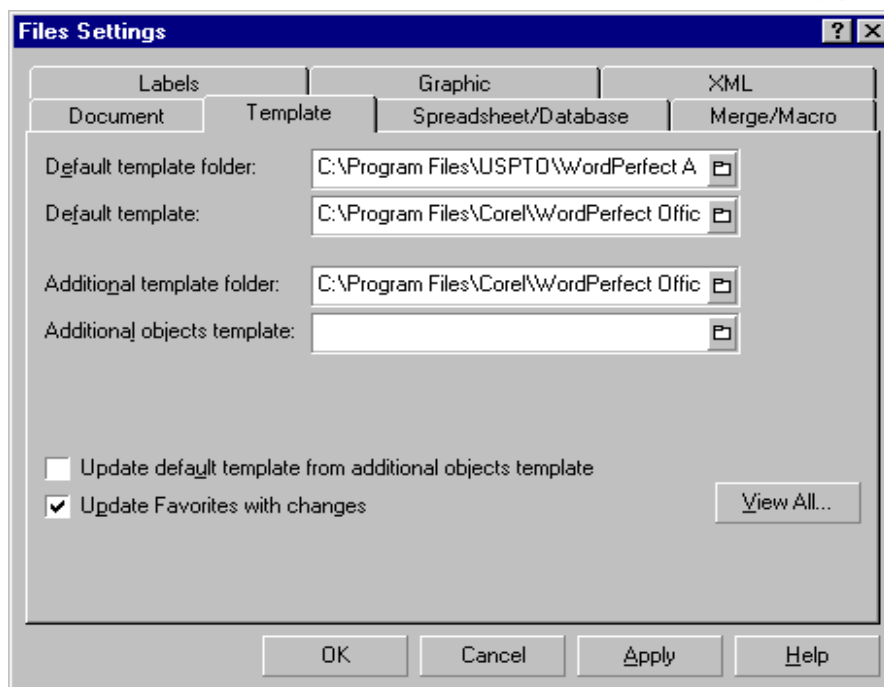 Files Settings
Labels Graphic XML
Document Template Spreadsheet/Database Merge/Macro
Default template folder: C:\Program Files\USPTO\WordPerfect A
Default template: C:\Program Files\Corel\WordPerfect Offic
Additional template folder: C:\Program Files\Corel\WordPerfect Offic
Additional objects template:
Update default template from additional objects template
Update Favorites with changes
View All...
OK Cancel Apply Help